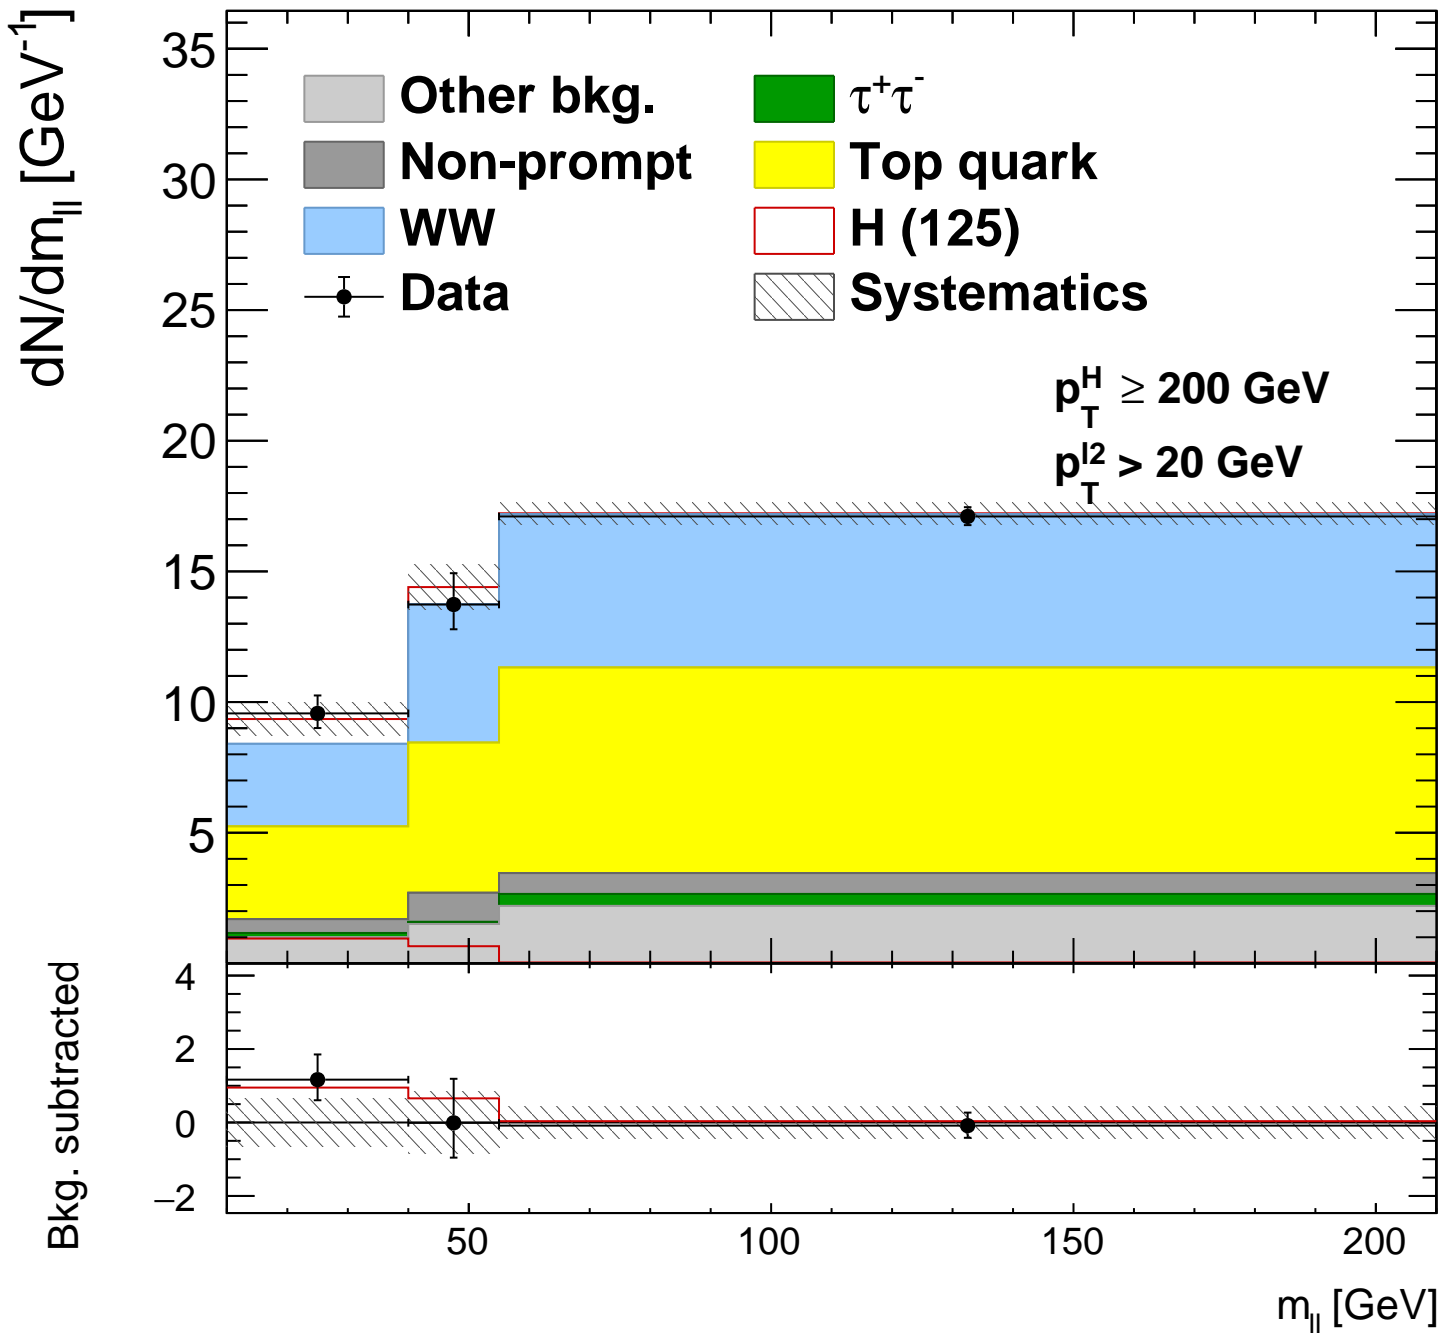 dN/dm_ll [GeV^-1]
35
30
25
20
15
10
5
Other bkg.
τ⁺τ⁻
Non-prompt
Top quark
WW
H (125)
Data
Systematics
p_T^H ≥ 200 GeV
p_T^l2 > 20 GeV
Bkg. subtracted
4
2
0
−2
50
100
150
200
m_ll [GeV]